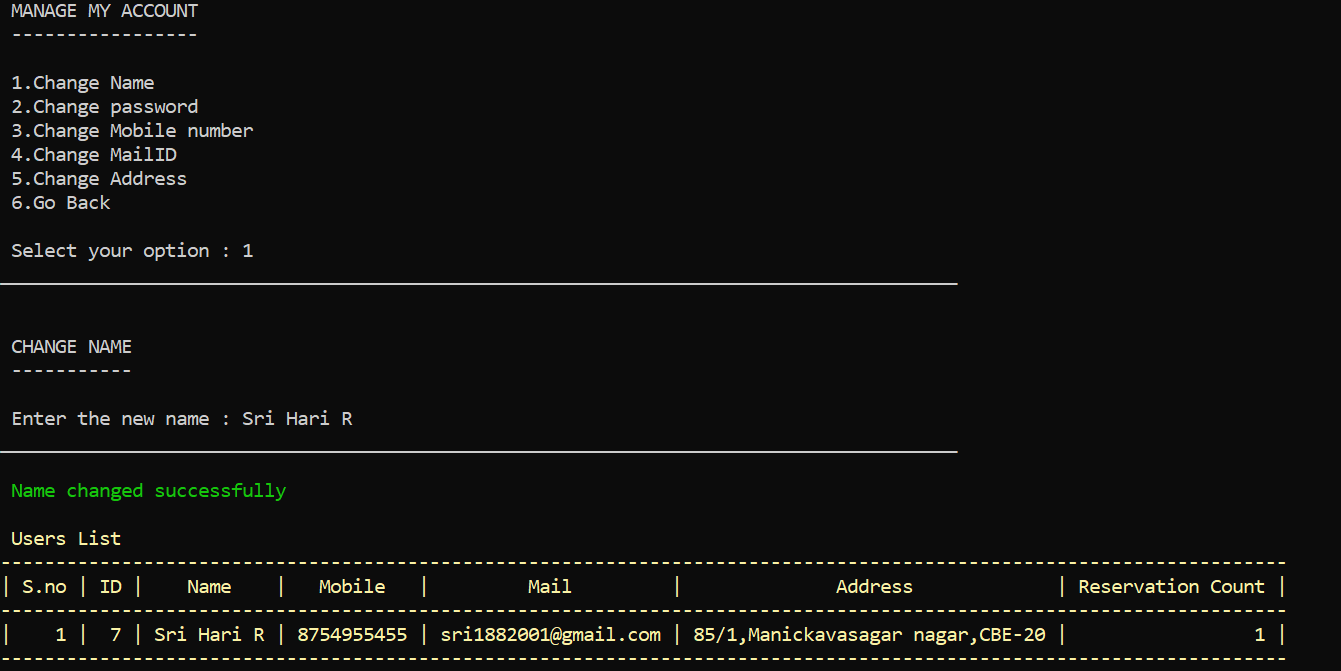 MANAGE MY ACCOUNT
-----------------
1.Change Name
2.Change password
3.Change Mobile number
4.Change MailID
5.Change Address
6.Go Back
Select your option : 1
CHANGE NAME
-----------
Enter the new name : Sri Hari R
Name changed successfully
Users List
| S.no | ID |    Name    |   Mobile   |         Mail         |              Address              | Reservation Count |
|    1 |  7 | Sri Hari R | 8754955455 | sri1882001@gmail.com | 85/1,Manickavasagar nagar,CBE-20 |                 1 |